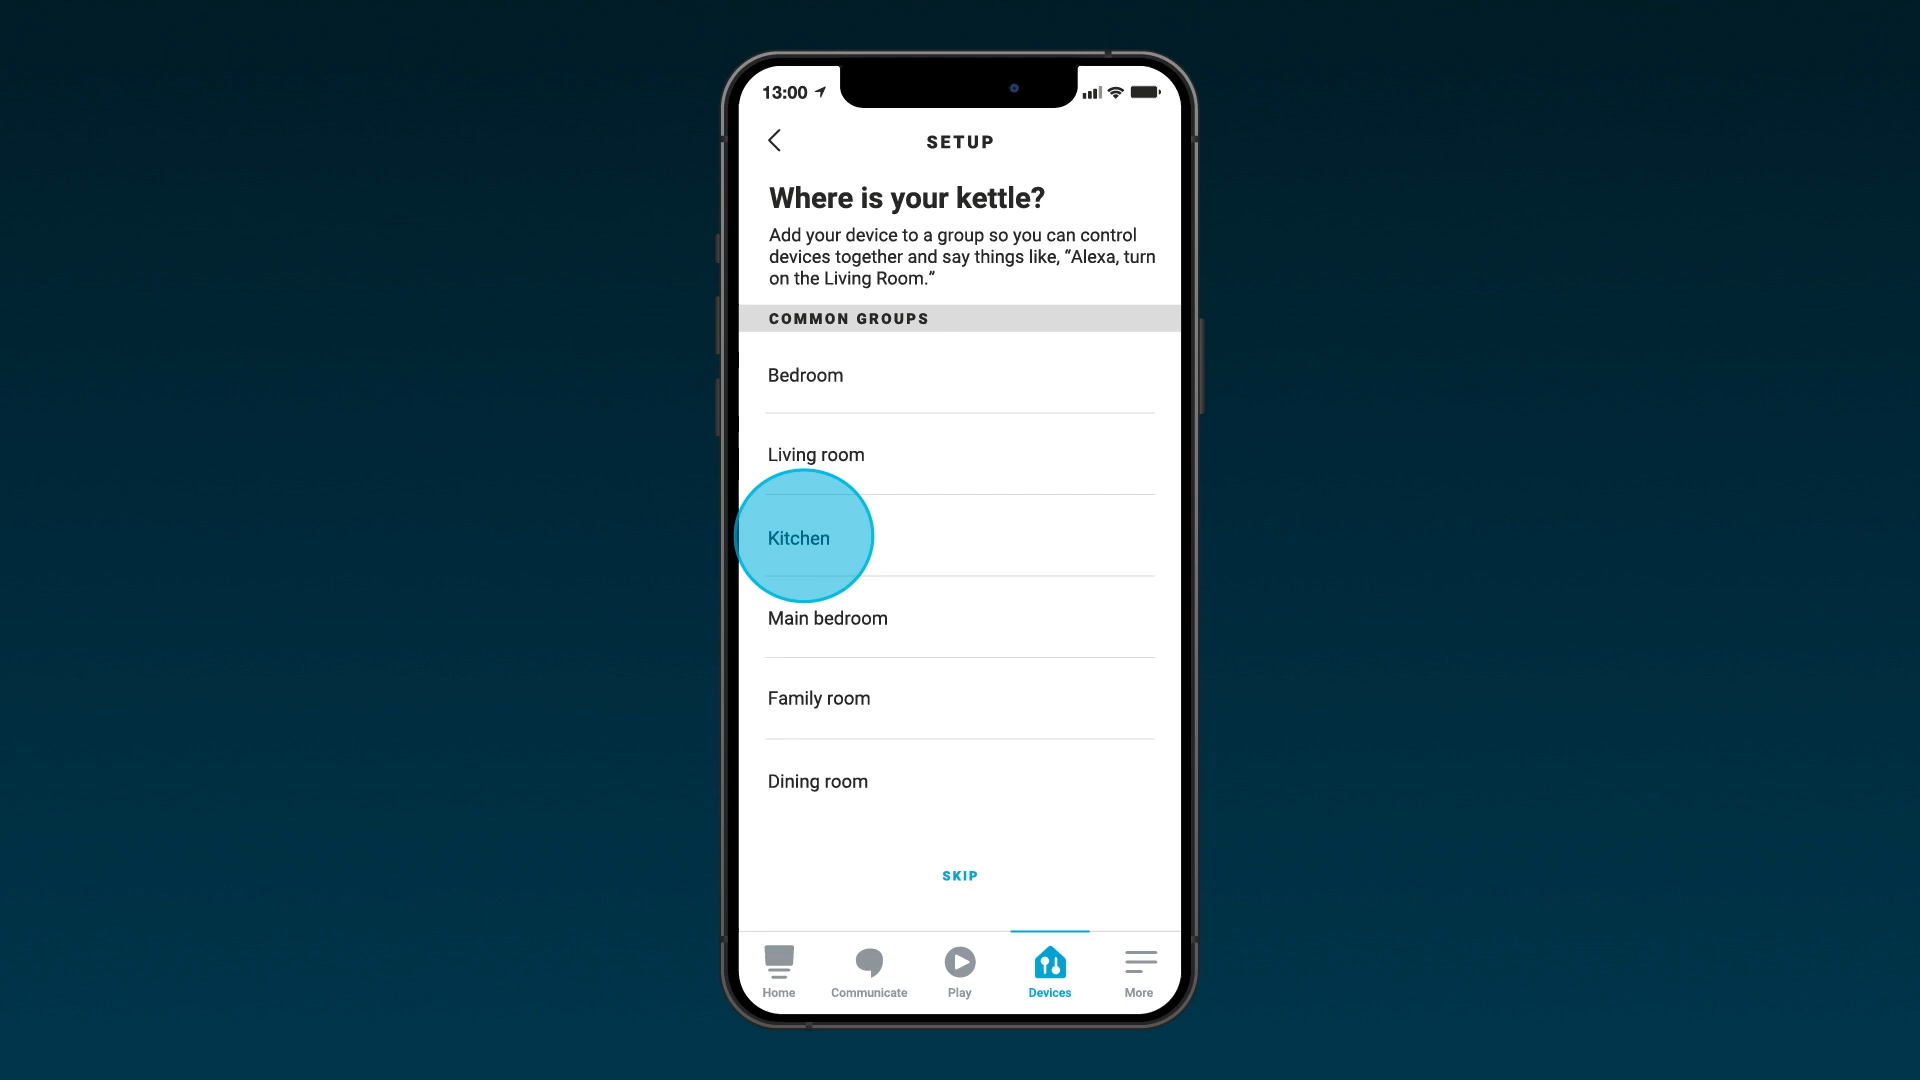 13:00
SETUP
Where is your kettle?
Add your device to a group so you can control
devices together and say things like, “Alexa, turn
on the Living Room.”
COMMON GROUPS
Bedroom
Living room
Kitchen
Main bedroom
Family room
Dining room
SKIP
Home
Communicate
Play
Devices
More